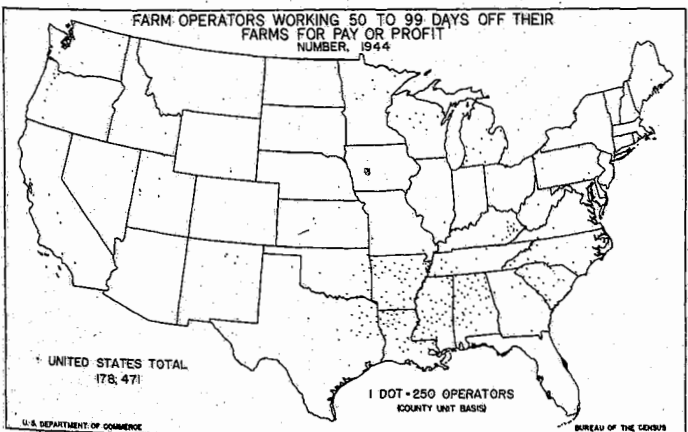 FARM OPERATORS WORKING 50 TO 99 DAYS OFF THEIR
FARMS FOR PAY OR PROFIT
NUMBER, 1944
UNITED STATES TOTAL
178,471
1 DOT = 250 OPERATORS
(COUNTY UNIT BASIS)
U. S. DEPARTMENT OF COMMERCE
BUREAU OF THE CENSUS